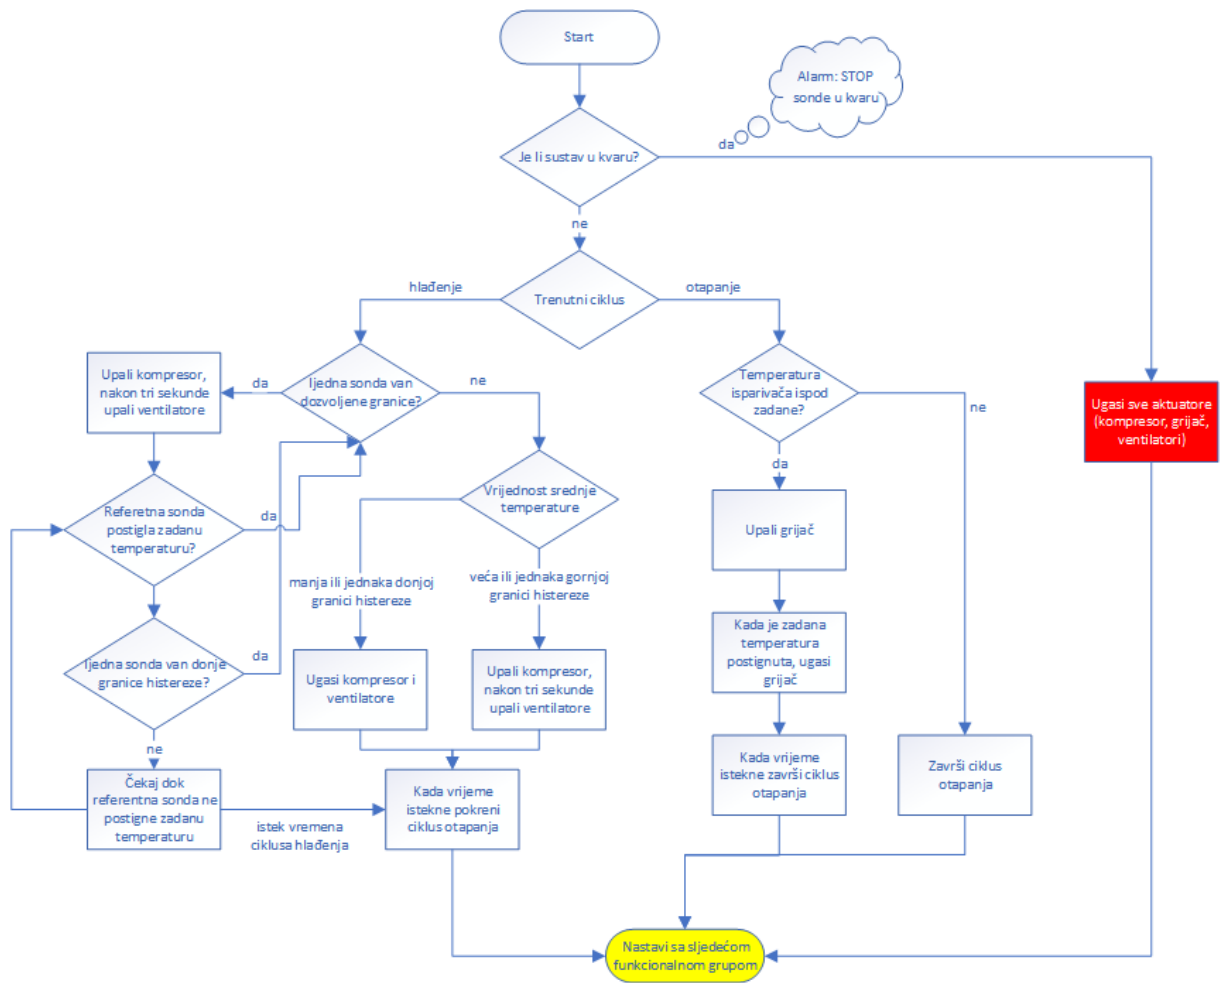 Start
Alarm: STOP
sonde u kvaru
da
Je li sustav u kvaru?
ne
hlađenje
otapanje
Trenutni ciklus
Upali kompresor,
nakon tri sekunde
upali ventilatore
da
Ijedna sonda van
dozvoljene granice?
ne
Temperatura
isparivača ispod
zadane?
ne
Ugasi sve aktuatore
(kompresor, grijač,
ventilatori)
da
Referetna sonda
postigla zadanu
temperaturu?
da
Vrijednost srednje
temperature
Upali grijač
manja ili jednaka donjoj
granici histereze
veća ili jednaka gornjoj
granici histereze
Kada je zadana
temperatura
postignuta, ugasi
grijač
Ijedna sonda van donje
granice histereze?
da
Ugasi kompresor i
ventilatore
Upali kompresor,
nakon tri sekunde
upali ventilatore
ne
Čekaj dok
referentna sonda ne
postigne zadanu
temperaturu
istek vremena
ciklusa hlađenja
Kada vrijeme
istekne pokreni
ciklus otapanja
Kada vrijeme
istekne završi ciklus
otapanja
Završi ciklus
otapanja
Nastavi sa sljedećom
funkcionalnom grupom